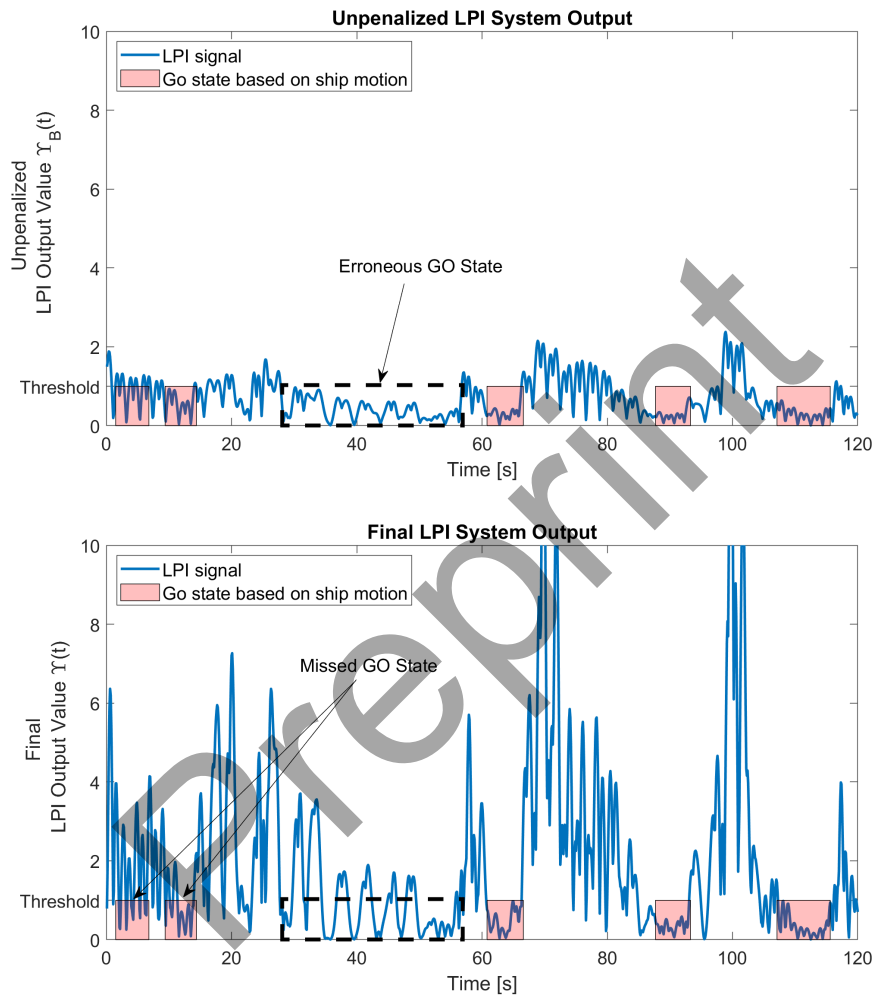 Unpenalized LPI System Output
10
LPI signal
Go state based on ship motion
8
6
Unpenalized
LPI Output Value ϒ_B(t)
Erroneous GO State
4
2
Threshold
0
0 20 40 60 80 100 120
Time [s]
Final LPI System Output
10
LPI signal
Go state based on ship motion
8
Missed GO State
6
Final
LPI Output Value ϒ(t)
4
2
Threshold
0
0 20 40 60 80 100 120
Time [s]
Preprint